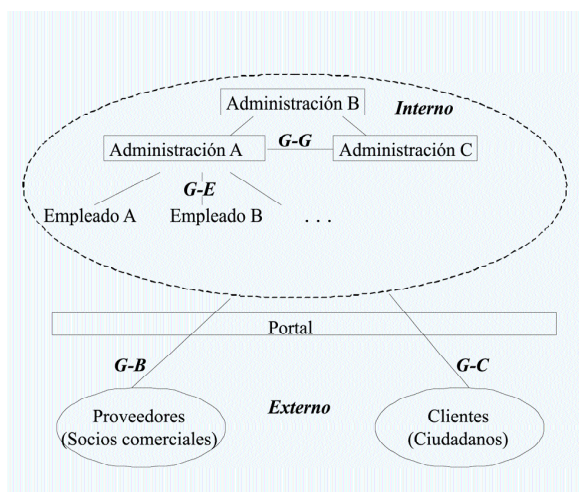 Administración B
Interno
Administración A
G-G
Administración C
G-E
Empleado A
Empleado B
. . .
Portal
G-B
G-C
Externo
Proveedores
(Socios comerciales)
Clientes
(Ciudadanos)